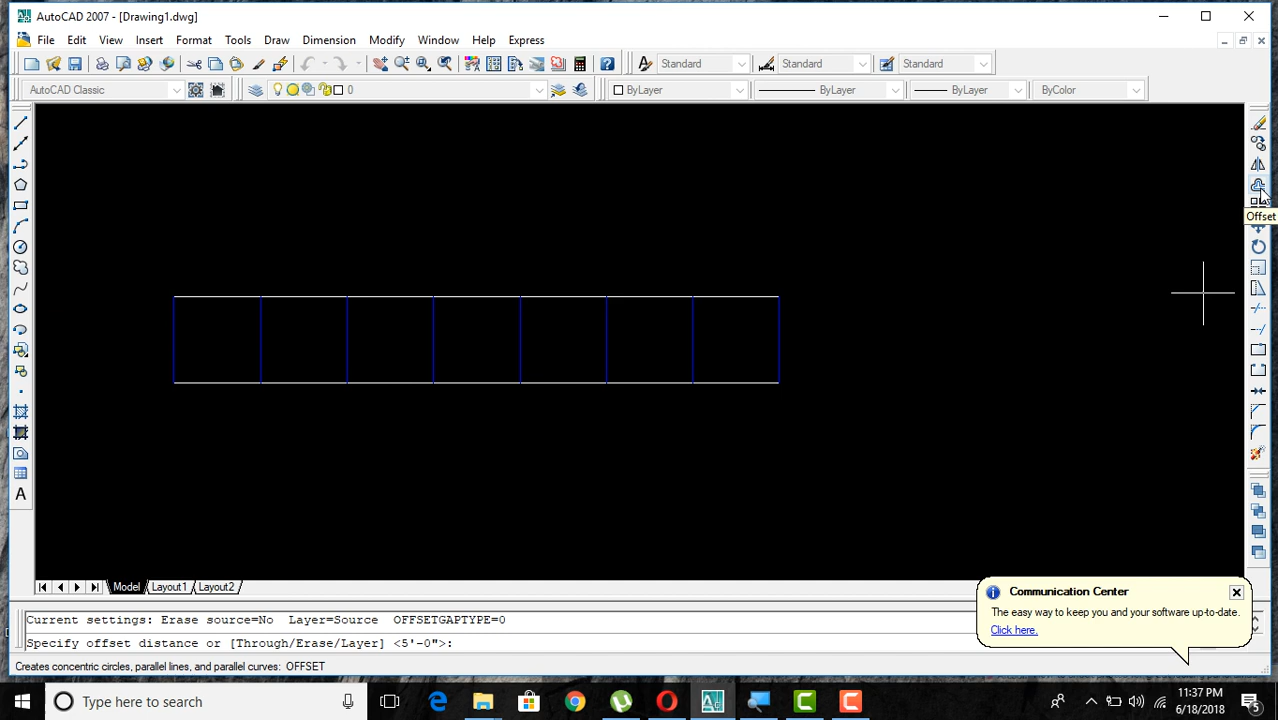 AutoCAD 2007 - [Drawing1.dwg]
File Edit View Insert Format Tools Draw Dimension Modify Window Help Express
Standard Standard Standard
AutoCAD Classic 0 ByLayer ByLayer ByLayer ByColor
Offset
Model Layout1 Layout2
Communication Center
The easy way to keep you and your software up-to-date.
Click here.
Current settings: Erase source=No Layer=Source OFFSETGAPTYPE=0
Specify offset distance or [Through/Erase/Layer] <5'-0">:
Creates concentric circles, parallel lines, and parallel curves: OFFSET
Type here to search
11:37 PM
6/18/2018
5